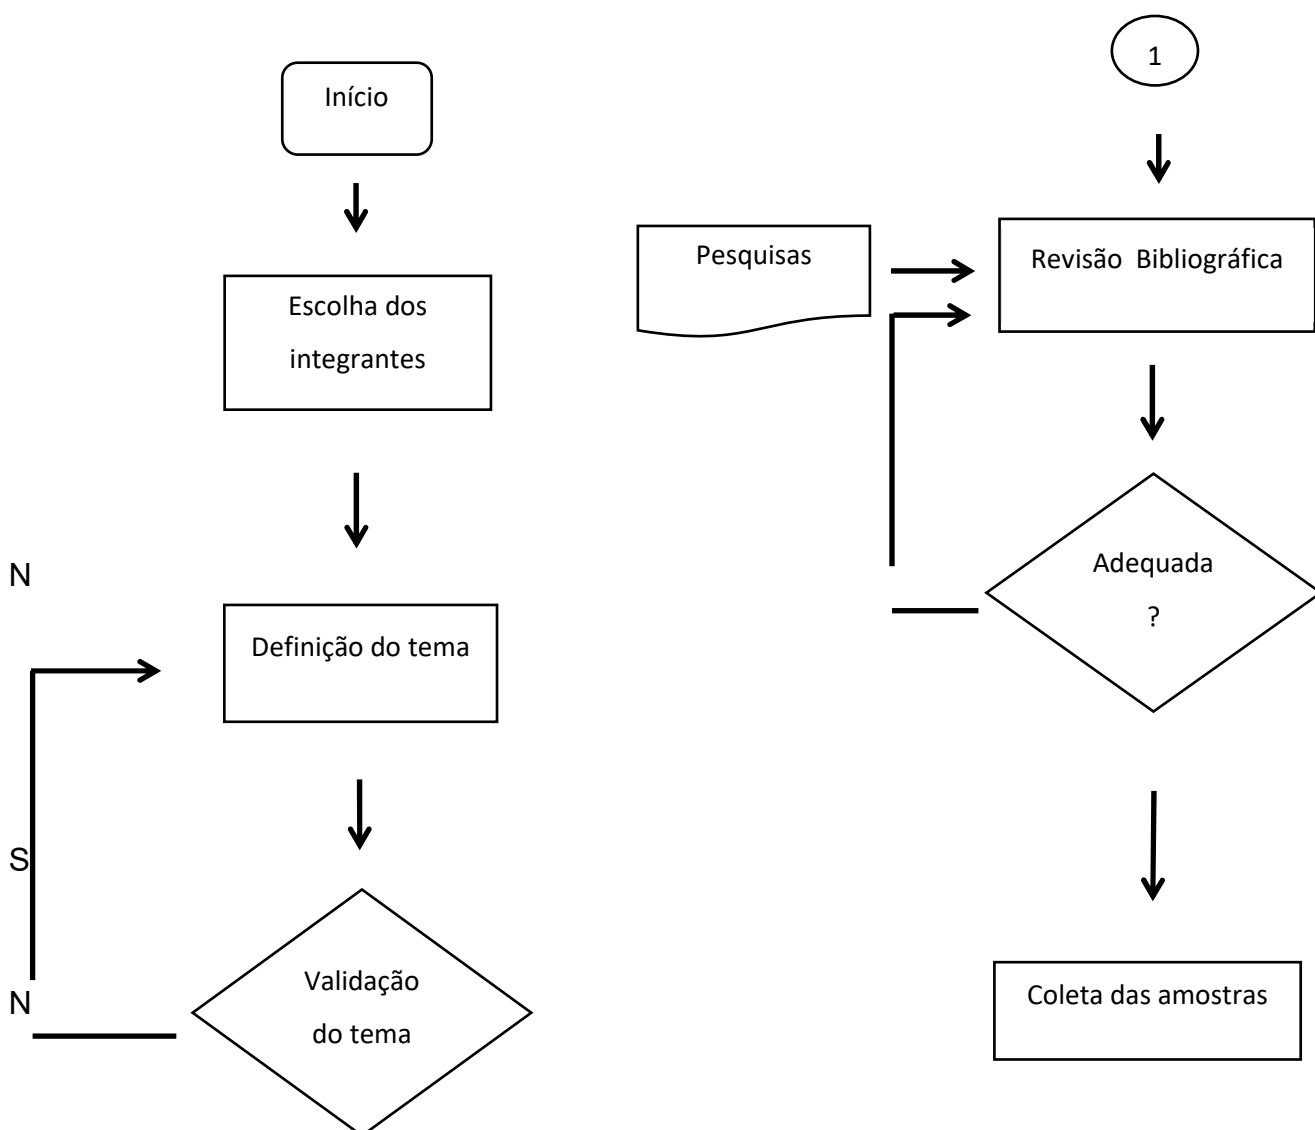 Início
Escolha dos
integrantes
N
Definição do tema
S
N
Validação
do tema
1
Pesquisas
Revisão Bibliográfica
Adequada
?
Coleta das amostras